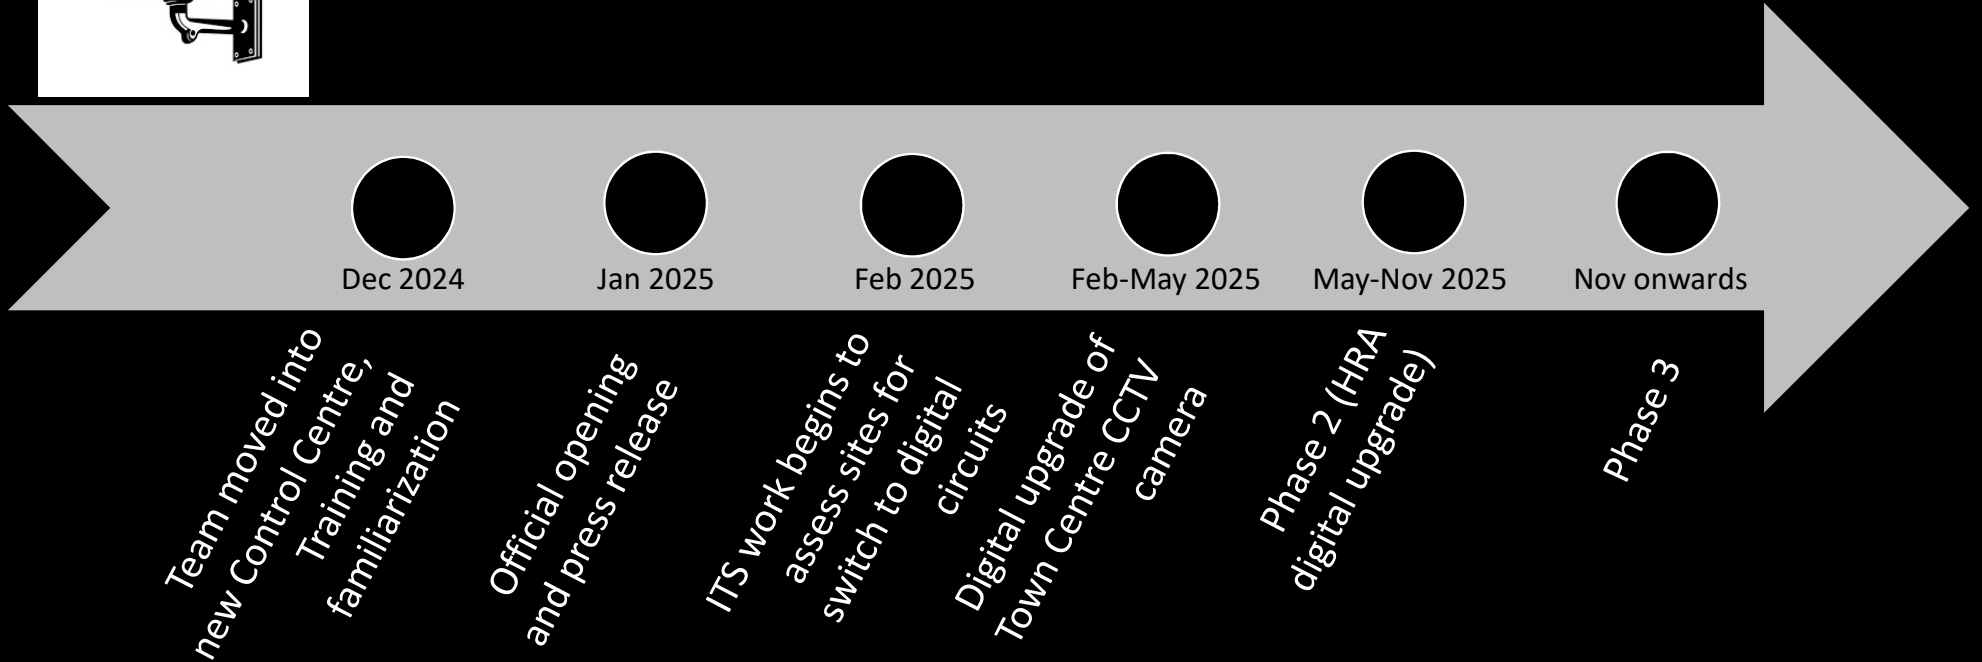 Dec 2024
Jan 2025
Feb 2025
Feb-May 2025
May-Nov 2025
Nov onwards
Team moved into
new Control Centre,
Training and
familiarization
Official opening
and press release
ITS work begins to
assess sites for
switch to digital
circuits
Digital upgrade of
Town Centre CCTV
camera
Phase 2 (HRA
digital upgrade)
Phase 3